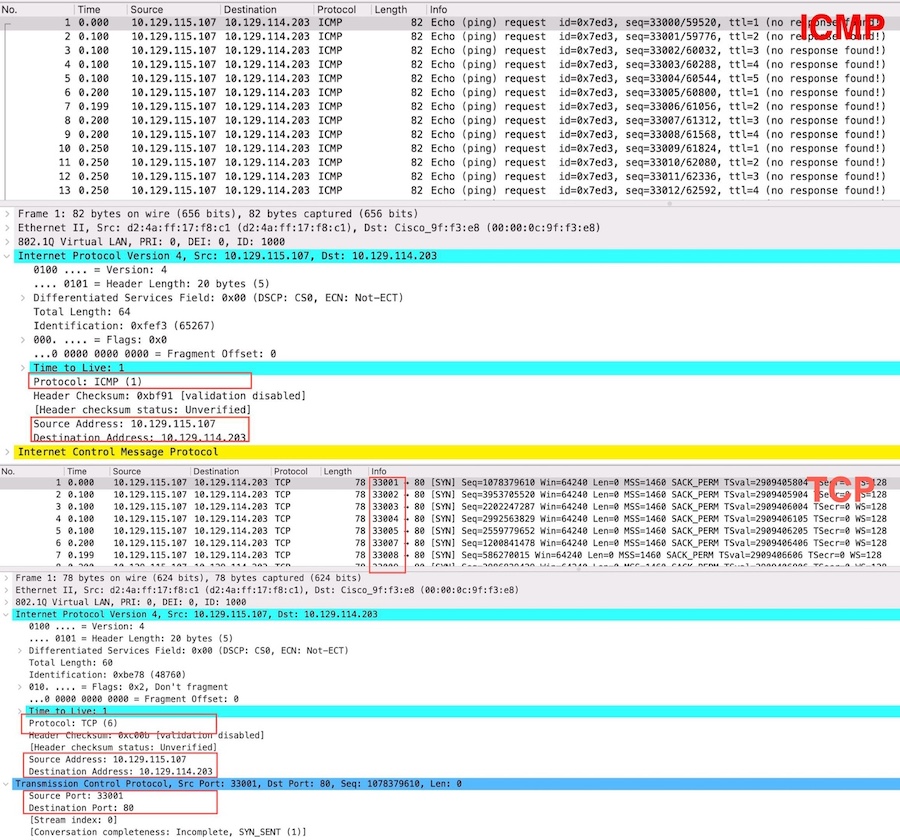 No. Time Source Destination Protocol Length Info
1 0.000 10.129.115.107 10.129.114.203 ICMP 82 Echo (ping) request id=0x7ed3, seq=33000/59520, ttl=1 (no response found!)
ICMP
2 0.100 10.129.115.107 10.129.114.203 ICMP 82 Echo (ping) request id=0x7ed3, seq=33001/59776, ttl=2 (no response found!)
3 0.100 10.129.115.107 10.129.114.203 ICMP 82 Echo (ping) request id=0x7ed3, seq=33002/60032, ttl=3 (no response found!)
4 0.100 10.129.115.107 10.129.114.203 ICMP 82 Echo (ping) request id=0x7ed3, seq=33003/60288, ttl=4 (no response found!)
5 0.100 10.129.115.107 10.129.114.203 ICMP 82 Echo (ping) request id=0x7ed3, seq=33004/60544, ttl=5 (no response found!)
6 0.200 10.129.115.107 10.129.114.203 ICMP 82 Echo (ping) request id=0x7ed3, seq=33005/60800, ttl=1 (no response found!)
7 0.199 10.129.115.107 10.129.114.203 ICMP 82 Echo (ping) request id=0x7ed3, seq=33006/61056, ttl=2 (no response found!)
8 0.200 10.129.115.107 10.129.114.203 ICMP 82 Echo (ping) request id=0x7ed3, seq=33007/61312, ttl=3 (no response found!)
9 0.200 10.129.115.107 10.129.114.203 ICMP 82 Echo (ping) request id=0x7ed3, seq=33008/61568, ttl=4 (no response found!)
10 0.250 10.129.115.107 10.129.114.203 ICMP 82 Echo (ping) request id=0x7ed3, seq=33009/61824, ttl=1 (no response found!)
11 0.250 10.129.115.107 10.129.114.203 ICMP 82 Echo (ping) request id=0x7ed3, seq=33010/62080, ttl=2 (no response found!)
12 0.250 10.129.115.107 10.129.114.203 ICMP 82 Echo (ping) request id=0x7ed3, seq=33011/62336, ttl=3 (no response found!)
13 0.250 10.129.115.107 10.129.114.203 ICMP 82 Echo (ping) request id=0x7ed3, seq=33012/62592, ttl=4 (no response found!)
Frame 1: 82 bytes on wire (656 bits), 82 bytes captured (656 bits)
Ethernet II, Src: d2:4a:ff:17:f8:c1 (d2:4a:ff:17:f8:c1), Dst: Cisco_9f:f3:e8 (00:00:0c:9f:f3:e8)
802.1Q Virtual LAN, PRI: 0, DEI: 0, ID: 1000
Internet Protocol Version 4, Src: 10.129.115.107, Dst: 10.129.114.203
0100 .... = Version: 4
.... 0101 = Header Length: 20 bytes (5)
Differentiated Services Field: 0x00 (DSCP: CS0, ECN: Not-ECT)
Total Length: 64
Identification: 0xfef3 (65267)
000. .... = Flags: 0x0
...0 0000 0000 0000 = Fragment Offset: 0
Time to Live: 1
Protocol: ICMP (1)
Header Checksum: 0xbf91 [validation disabled]
[Header checksum status: Unverified]
Source Address: 10.129.115.107
Destination Address: 10.129.114.203
Internet Control Message Protocol
No. Time Source Destination Protocol Length Info
1 0.000 10.129.115.107 10.129.114.203 TCP 78 33001 → 80 [SYN] Seq=1078379610 Win=64240 Len=0 MSS=1460 SACK_PERM TSval=2909405804 TSecr=0 WS=128
TCP
2 0.100 10.129.115.107 10.129.114.203 TCP 78 33002 → 80 [SYN] Seq=3953705520 Win=64240 Len=0 MSS=1460 SACK_PERM TSval=2909405904 TSecr=0 WS=128
3 0.100 10.129.115.107 10.129.114.203 TCP 78 33003 → 80 [SYN] Seq=2202247287 Win=64240 Len=0 MSS=1460 SACK_PERM TSval=2909406004 TSecr=0 WS=128
4 0.100 10.129.115.107 10.129.114.203 TCP 78 33004 → 80 [SYN] Seq=2992563829 Win=64240 Len=0 MSS=1460 SACK_PERM TSval=2909406105 TSecr=0 WS=128
5 0.100 10.129.115.107 10.129.114.203 TCP 78 33005 → 80 [SYN] Seq=2559779652 Win=64240 Len=0 MSS=1460 SACK_PERM TSval=2909406205 TSecr=0 WS=128
6 0.200 10.129.115.107 10.129.114.203 TCP 78 33007 → 80 [SYN] Seq=1200841478 Win=64240 Len=0 MSS=1460 SACK_PERM TSval=2909406406 TSecr=0 WS=128
7 0.199 10.129.115.107 10.129.114.203 TCP 78 33008 → 80 [SYN] Seq=586270015 Win=64240 Len=0 MSS=1460 SACK_PERM TSval=2909406606 TSecr=0 WS=128
Frame 1: 78 bytes on wire (624 bits), 78 bytes captured (624 bits)
Ethernet II, Src: d2:4a:ff:17:f8:c1 (d2:4a:ff:17:f8:c1), Dst: Cisco_9f:f3:e8 (00:00:0c:9f:f3:e8)
802.1Q Virtual LAN, PRI: 0, DEI: 0, ID: 1000
Internet Protocol Version 4, Src: 10.129.115.107, Dst: 10.129.114.203
0100 .... = Version: 4
.... 0101 = Header Length: 20 bytes (5)
Differentiated Services Field: 0x00 (DSCP: CS0, ECN: Not-ECT)
Total Length: 60
Identification: 0xbe78 (48760)
010. .... = Flags: 0x2, Don't fragment
...0 0000 0000 0000 = Fragment Offset: 0
Time to Live: 1
Protocol: TCP (6)
Header Checksum: 0xc00b [validation disabled]
[Header checksum status: Unverified]
Source Address: 10.129.115.107
Destination Address: 10.129.114.203
Transmission Control Protocol, Src Port: 33001, Dst Port: 80, Seq: 1078379610, Len: 0
Source Port: 33001
Destination Port: 80
[Stream index: 0]
[Conversation completeness: Incomplete, SYN_SENT (1)]